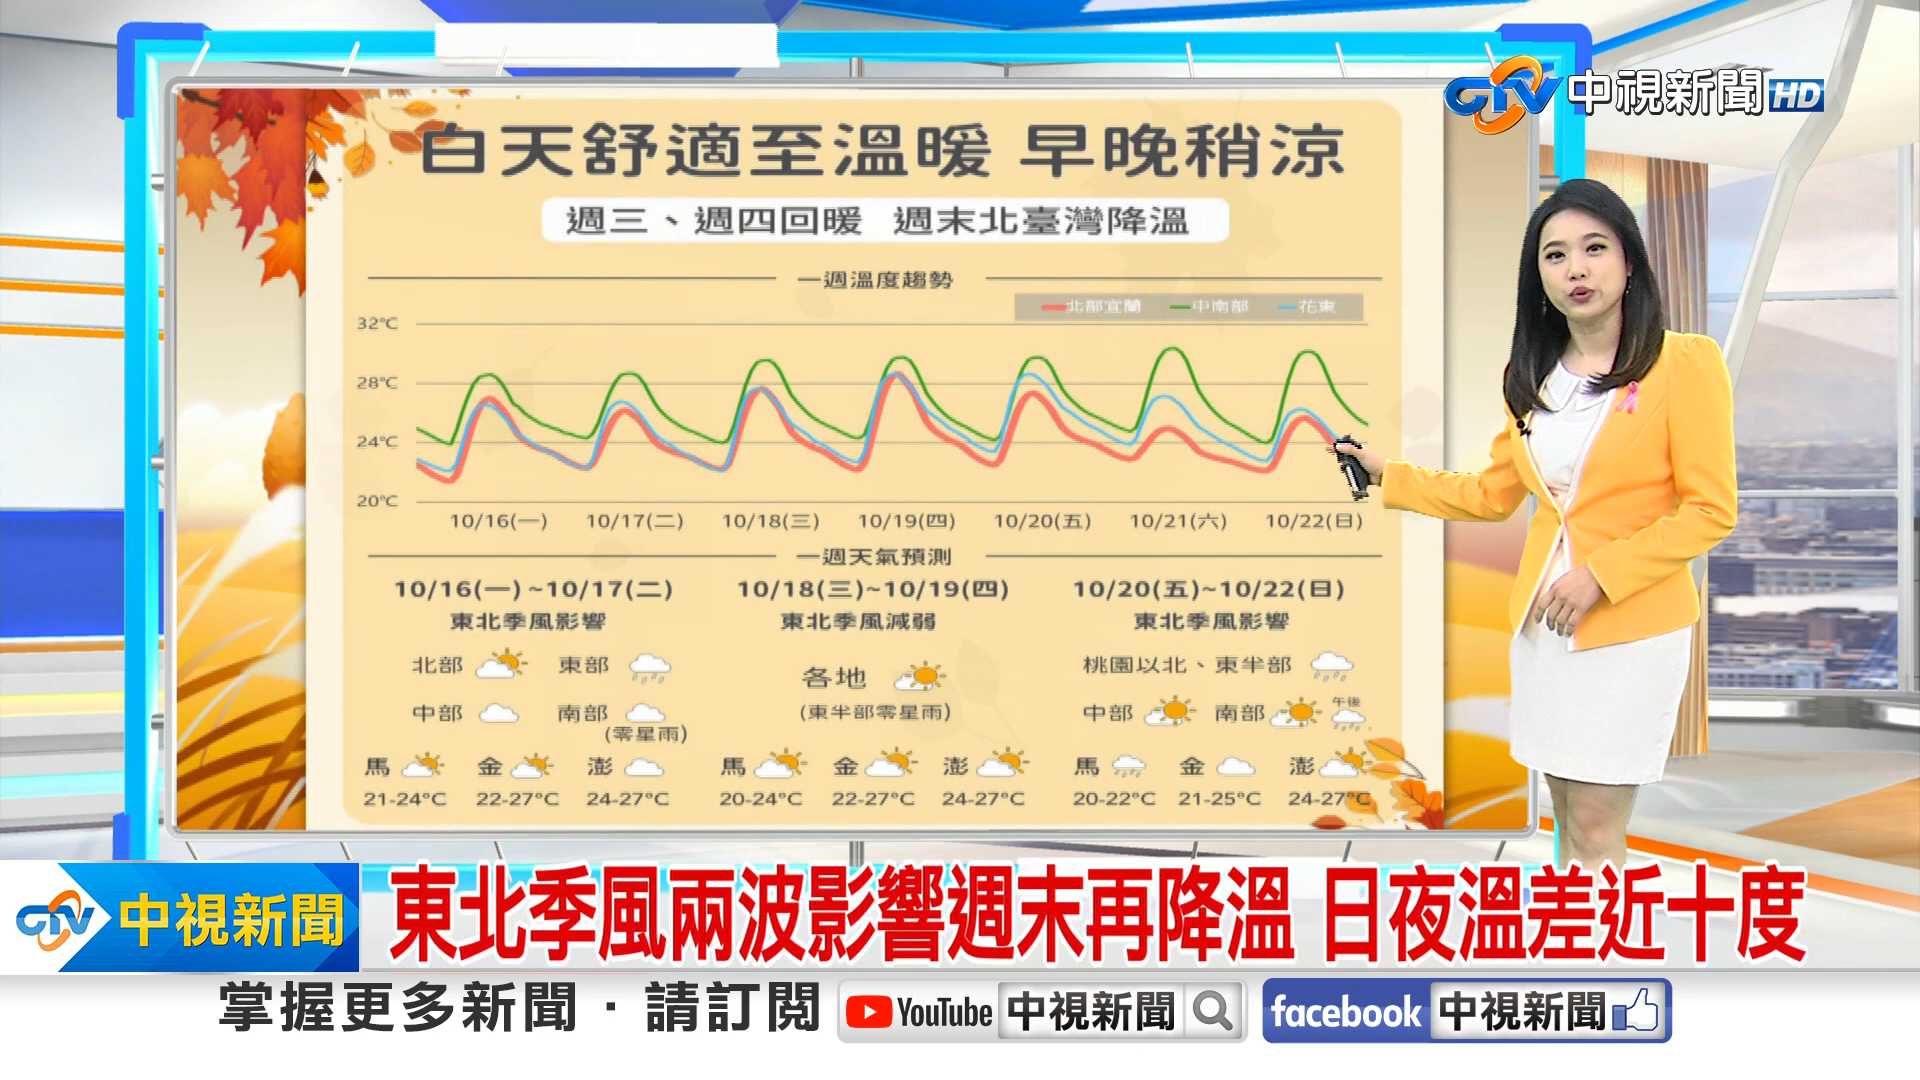 CTV 中視新聞 HD
白天舒適至溫暖 早晚稍涼
週三、週四回暖 週末北臺灣降溫
一週溫度趨勢
北部宜蘭 中南部 花東
32°C
28°C
24°C
20°C
10/16(一) 10/17(二) 10/18(三) 10/19(四) 10/20(五) 10/21(六) 10/22(日)
一週天氣預測
10/16(一)~10/17(二) 10/18(三)~10/19(四) 10/20(五)~10/22(日)
東北季風影響 東北季風減弱 東北季風影響
北部 東部 各地 桃園以北、東半部
中部 南部 (東半部零星雨) 中部 南部 午後
(零星雨)
馬 金 澎 馬 金 澎 馬 金 澎
21-24°C 22-27°C 24-27°C 20-24°C 22-27°C 24-27°C 20-22°C 21-25°C 24-27°C
CTV 中視新聞 東北季風兩波影響週末再降溫 日夜溫差近十度
掌握更多新聞·請訂閱 YouTube 中視新聞 facebook 中視新聞